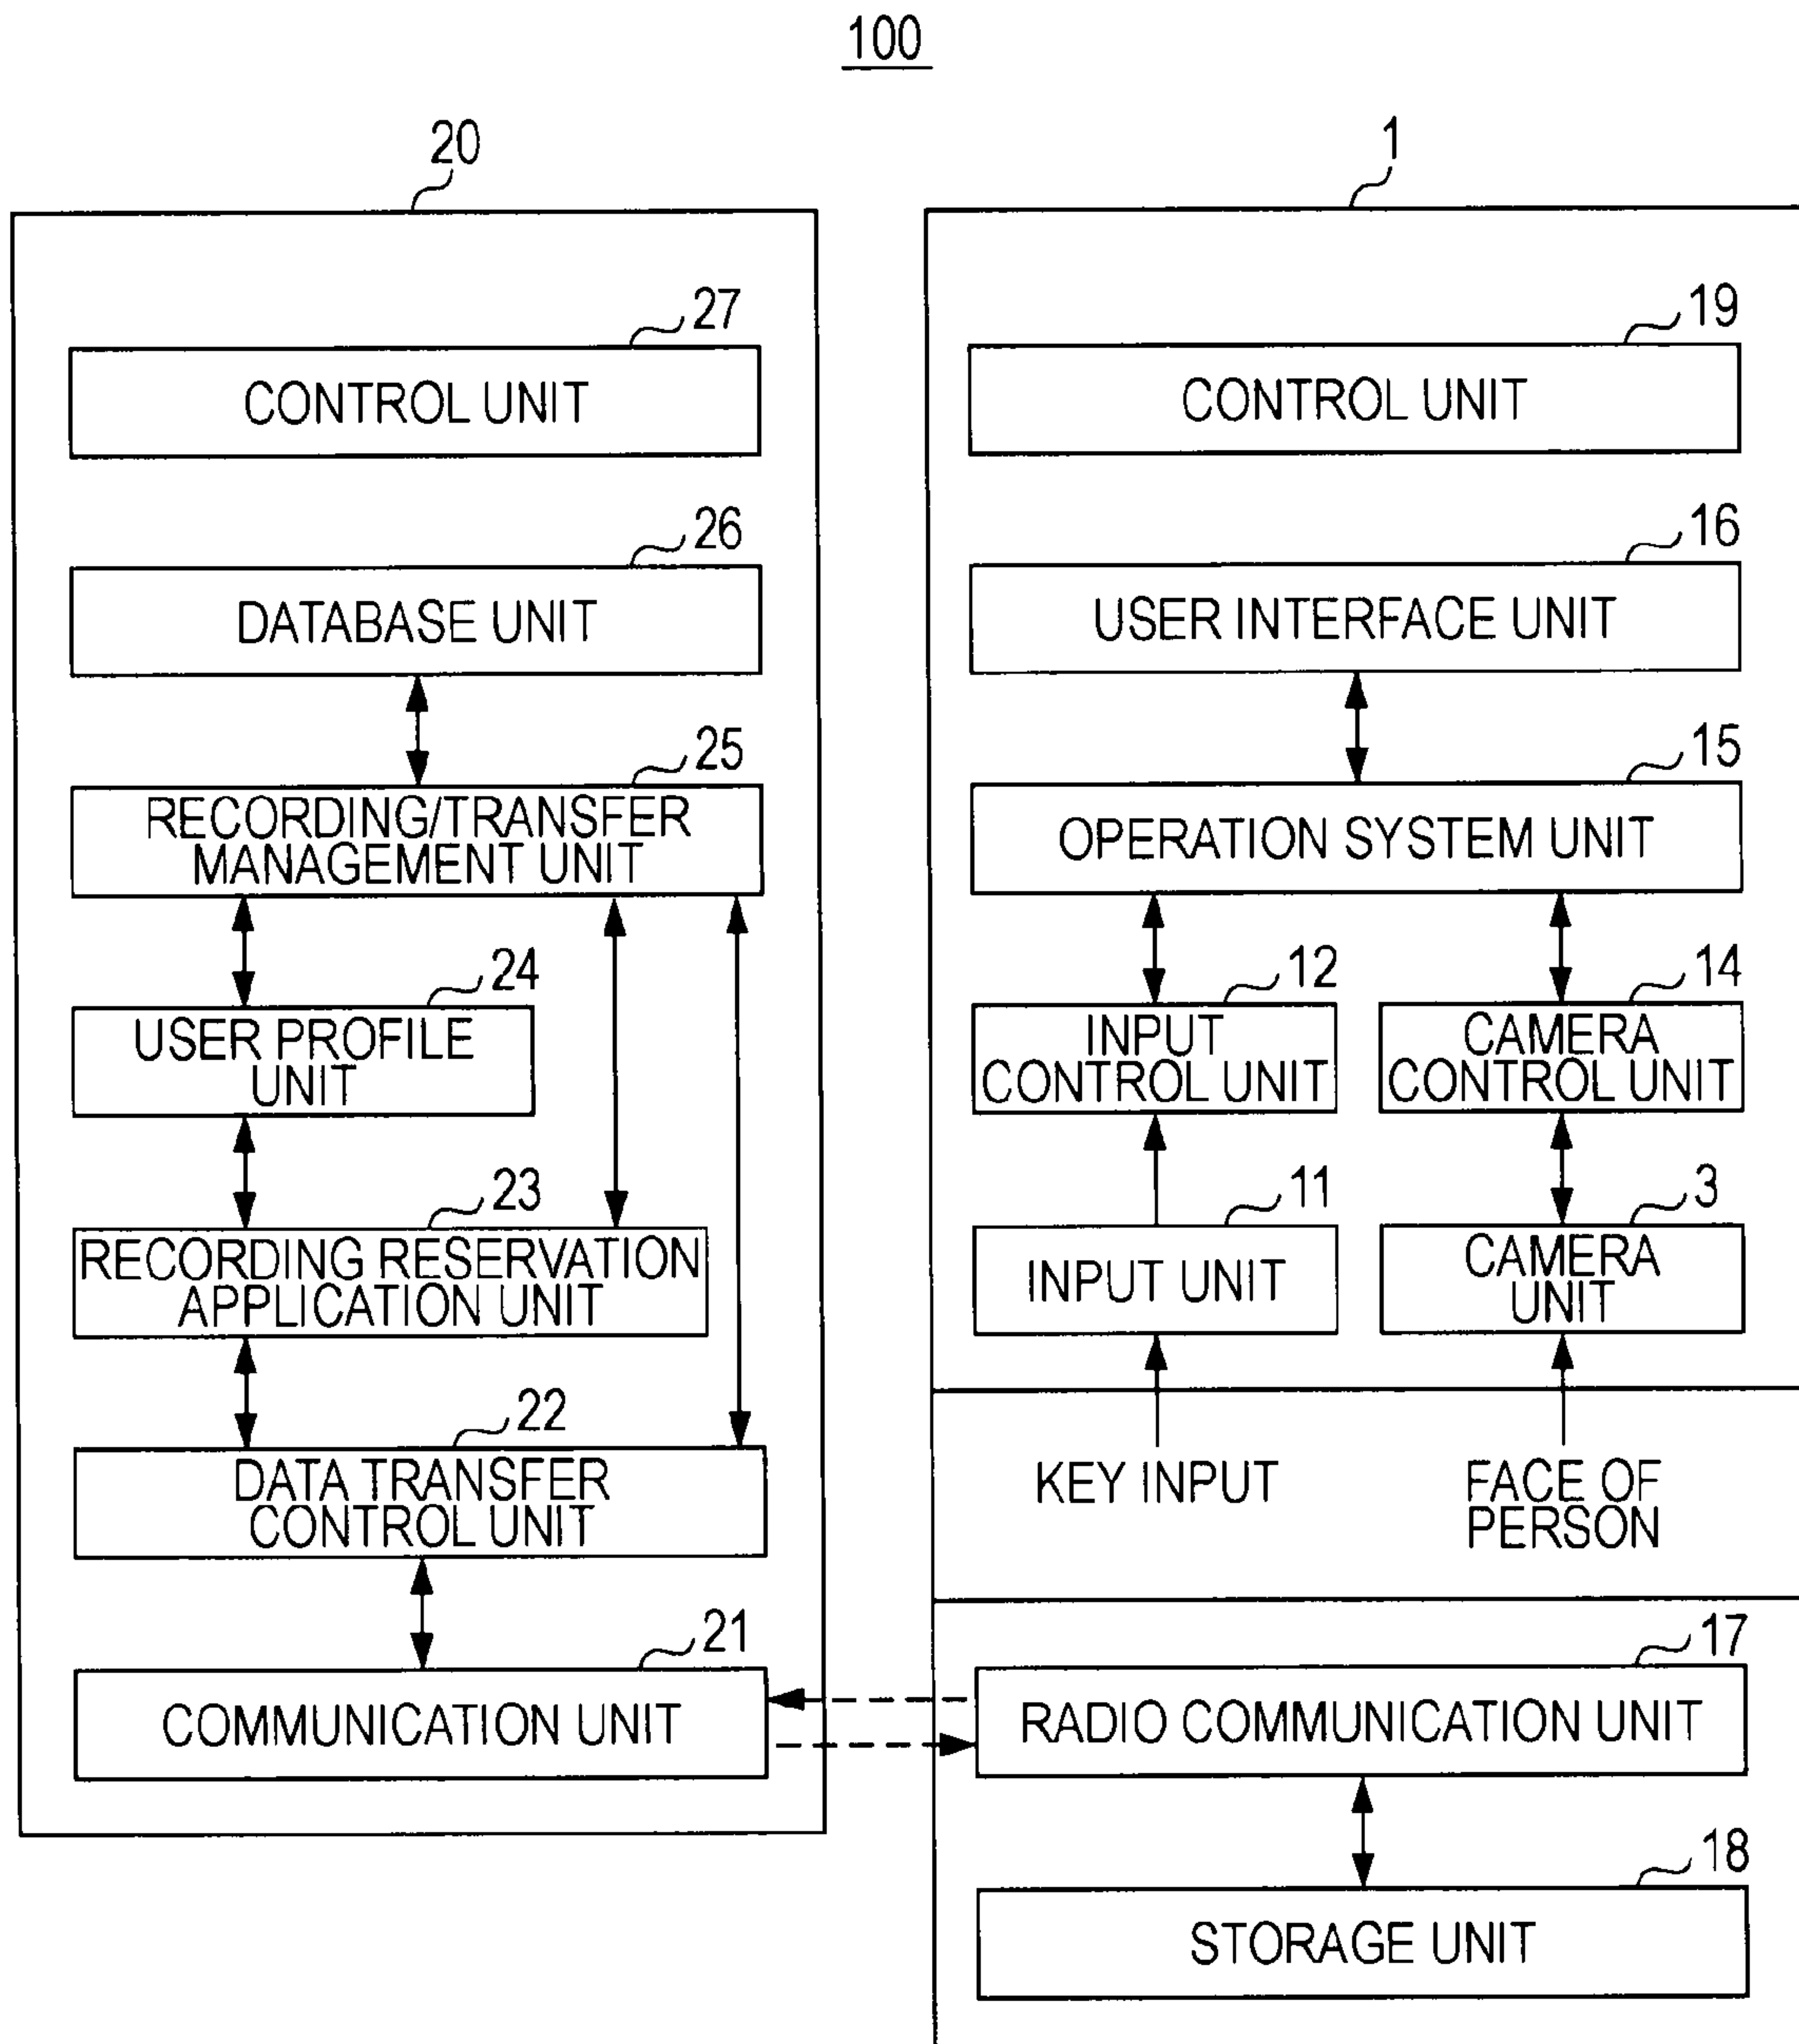 100
20
27
CONTROL UNIT
26
DATABASE UNIT
25
RECORDING/TRANSFER
MANAGEMENT UNIT
24
USER PROFILE
UNIT
23
RECORDING RESERVATION
APPLICATION UNIT
22
DATA TRANSFER
CONTROL UNIT
21
COMMUNICATION UNIT
1
19
CONTROL UNIT
16
USER INTERFACE UNIT
15
OPERATION SYSTEM UNIT
12
INPUT
CONTROL UNIT
14
CAMERA
CONTROL UNIT
11
INPUT UNIT
3
CAMERA
UNIT
KEY INPUT
FACE OF
PERSON
17
RADIO COMMUNICATION UNIT
18
STORAGE UNIT